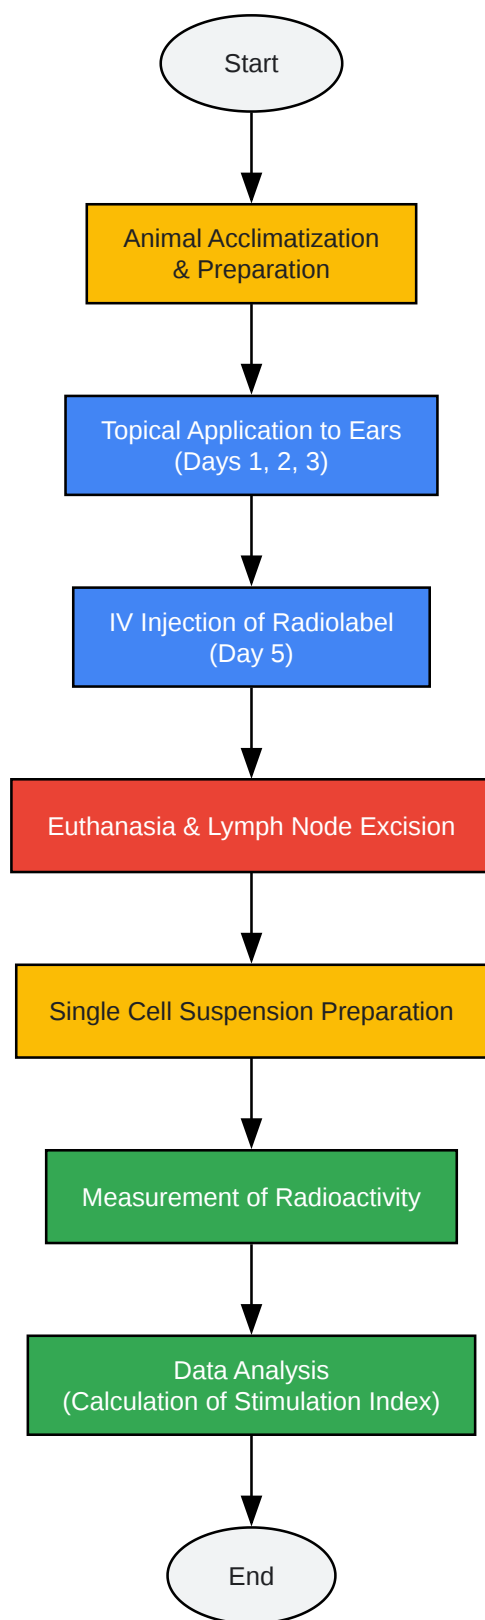 Start
Animal Acclimatization
& Preparation
Topical Application to Ears
(Days 1, 2, 3)
IV Injection of Radiolabel
(Day 5)
Euthanasia & Lymph Node Excision
Single Cell Suspension Preparation
Measurement of Radioactivity
Data Analysis
(Calculation of Stimulation Index)
End